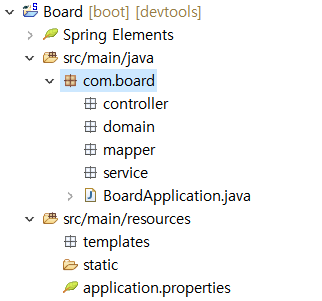 Board [boot] [devtools]
Spring Elements
src/main/java
com.board
controller
domain
mapper
service
BoardApplication.java
src/main/resources
templates
static
application.properties